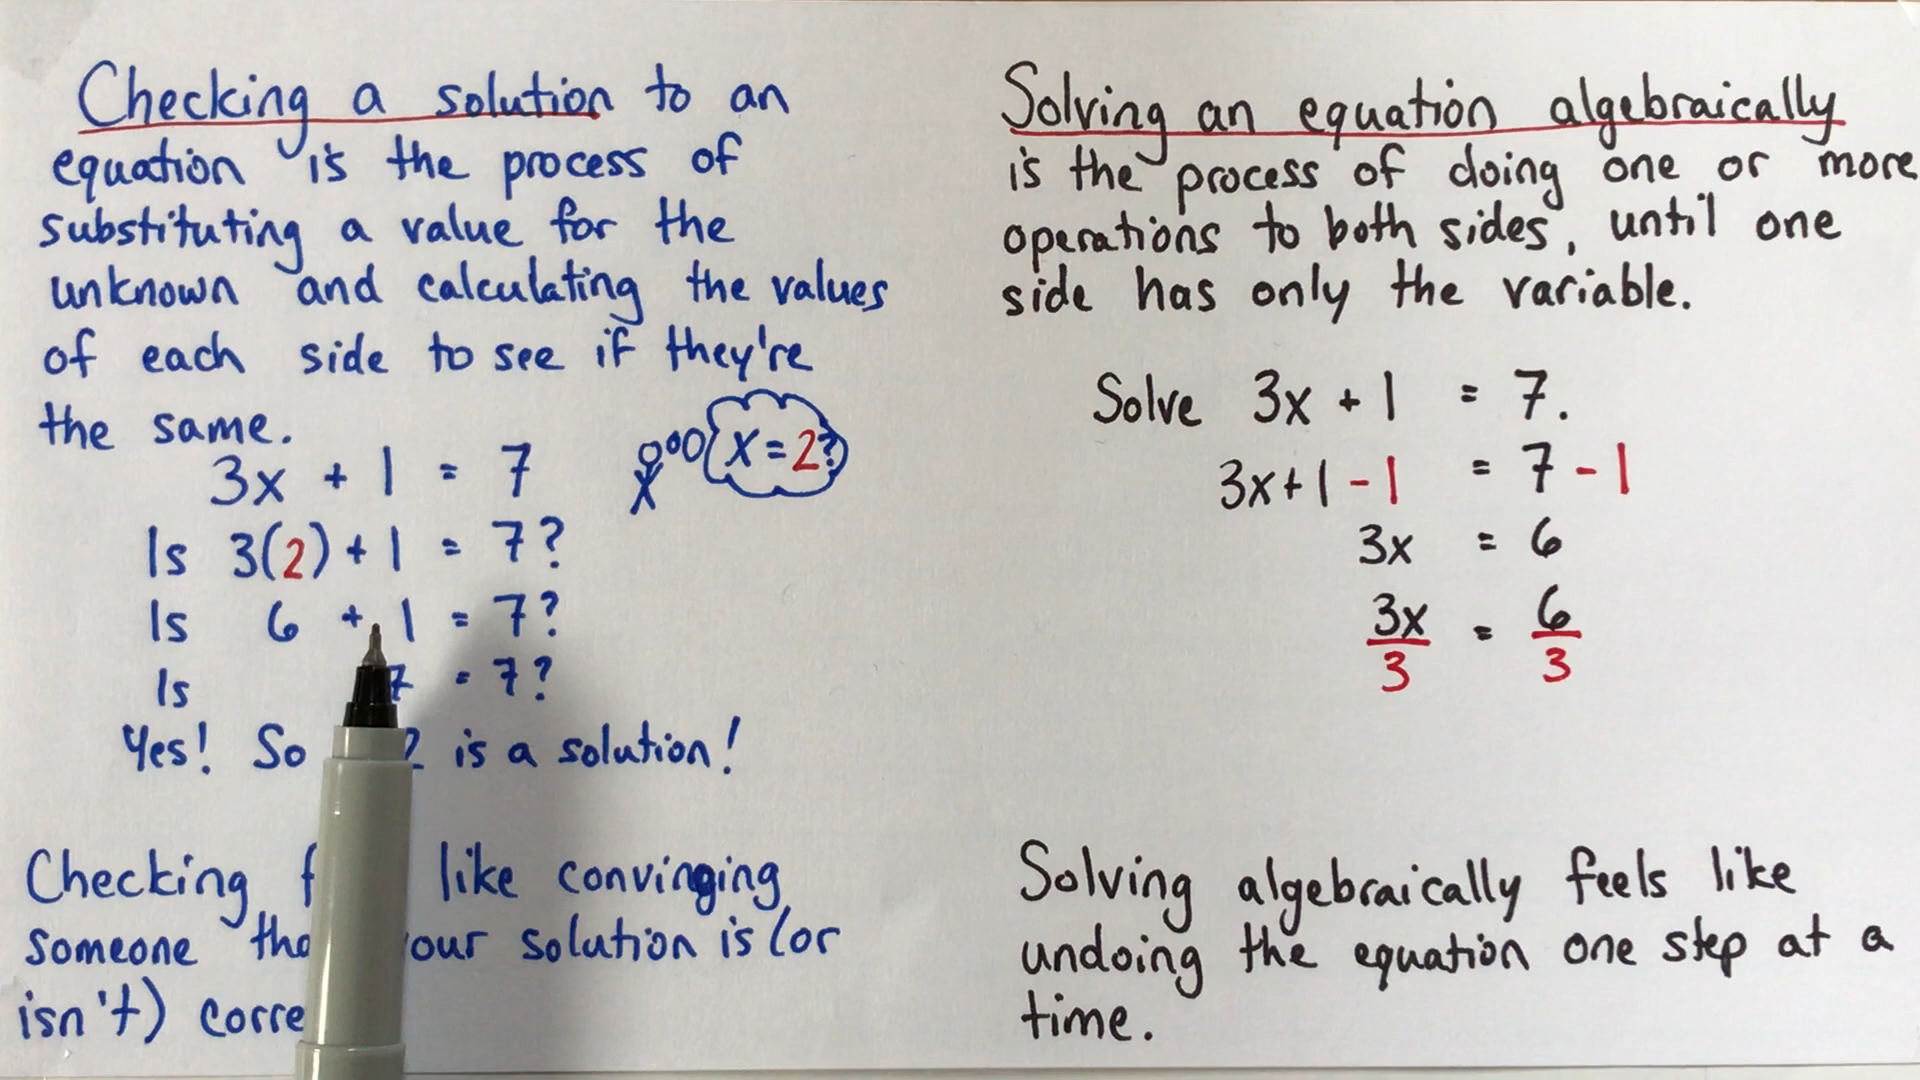 Checking a solution to an
equation is the process of
substituting a value for the
unknown and calculating the values
of each side to see if they're
the same.
3x + 1 = 7
x = 2?
Is 3(2) + 1 = 7?
Is 6 + 1 = 7?
Is 7 = 7?
Yes! So 2 is a solution!
Checking like convinging
someone your solution is (or
isn't)
Solving an equation algebraically
is the process of doing one or more
operations to both sides, until one
side has only the variable.
Solve 3x + 1 = 7.
3x + 1 - 1 = 7 - 1
3x = 6
3x/3 = 6/3
Solving algebraically feels like
undoing the equation one step at a
time.